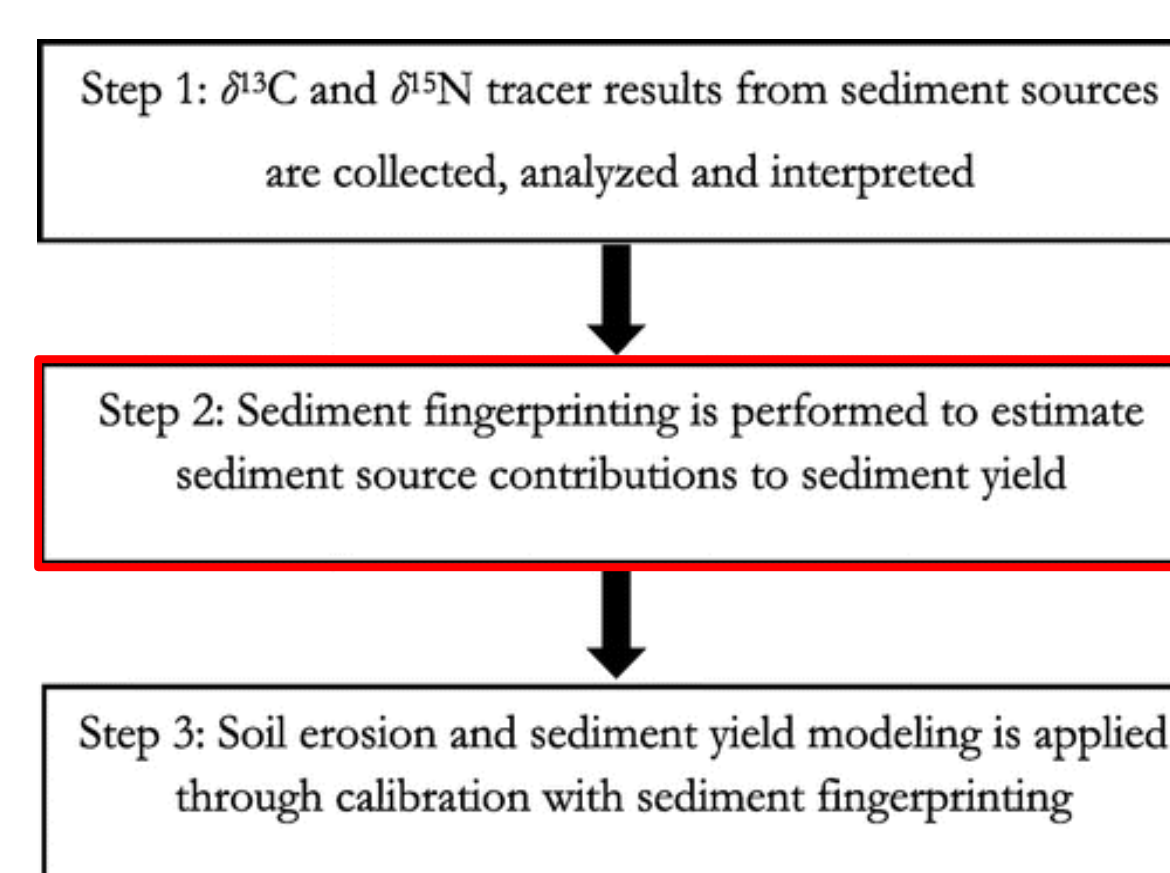 Step 1: δ¹³C and δ¹⁵N tracer results from sediment sources
are collected, analyzed and interpreted
Step 2: Sediment fingerprinting is performed to estimate
sediment source contributions to sediment yield
Step 3: Soil erosion and sediment yield modeling is applied
through calibration with sediment fingerprinting